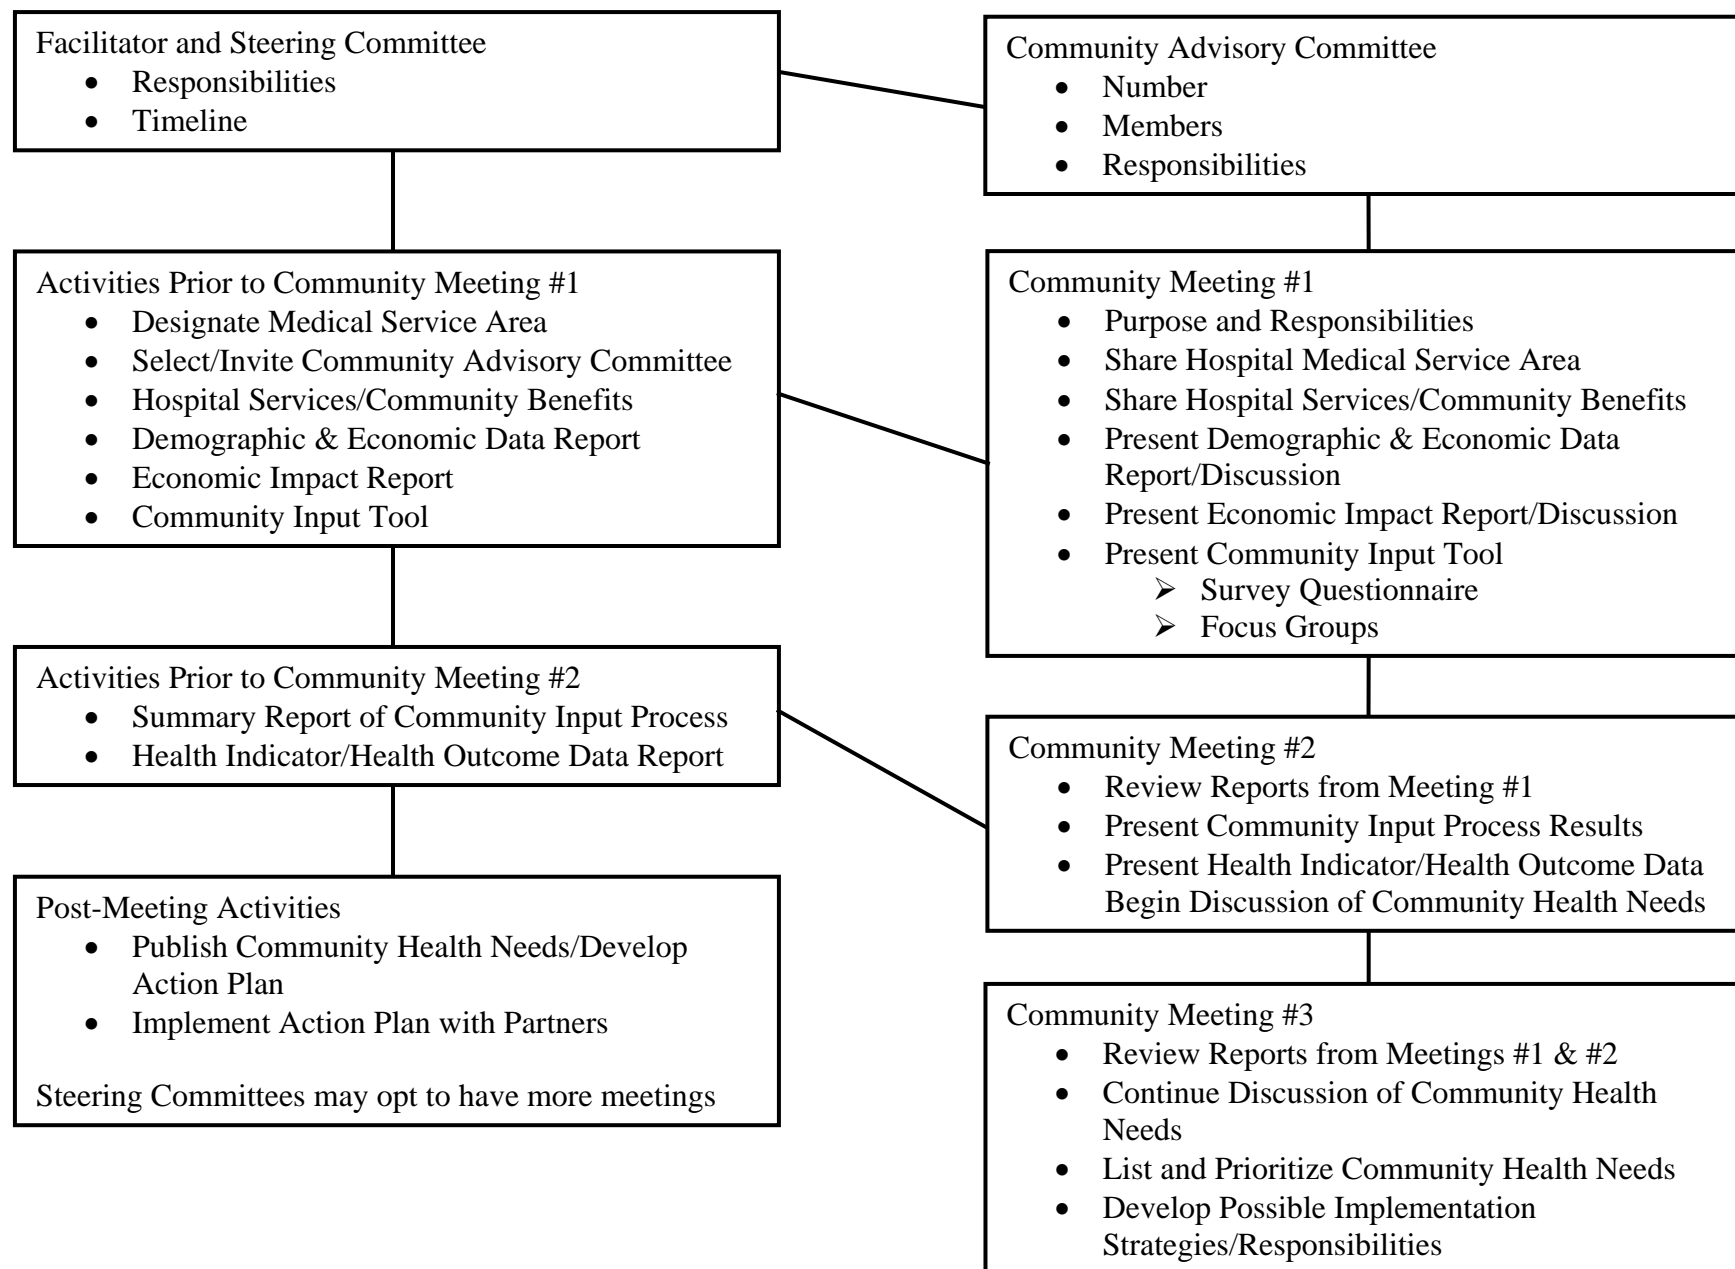 Facilitator and Steering Committee
• Responsibilities
• Timeline
Community Advisory Committee
• Number
• Members
• Responsibilities
Activities Prior to Community Meeting #1
• Designate Medical Service Area
• Select/Invite Community Advisory Committee
• Hospital Services/Community Benefits
• Demographic & Economic Data Report
• Economic Impact Report
• Community Input Tool
Community Meeting #1
• Purpose and Responsibilities
• Share Hospital Medical Service Area
• Share Hospital Services/Community Benefits
• Present Demographic & Economic Data
Report/Discussion
• Present Economic Impact Report/Discussion
• Present Community Input Tool
➢ Survey Questionnaire
➢ Focus Groups
Activities Prior to Community Meeting #2
• Summary Report of Community Input Process
• Health Indicator/Health Outcome Data Report
Community Meeting #2
• Review Reports from Meeting #1
• Present Community Input Process Results
• Present Health Indicator/Health Outcome Data
Begin Discussion of Community Health Needs
Post-Meeting Activities
• Publish Community Health Needs/Develop
Action Plan
• Implement Action Plan with Partners
Steering Committees may opt to have more meetings
Community Meeting #3
• Review Reports from Meetings #1 & #2
• Continue Discussion of Community Health
Needs
• List and Prioritize Community Health Needs
• Develop Possible Implementation
Strategies/Responsibilities